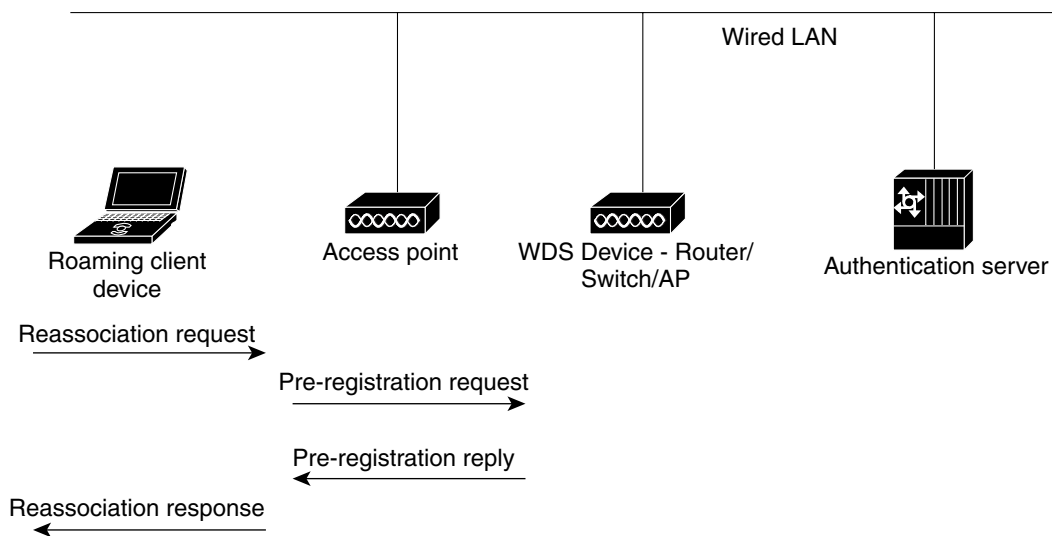 Wired LAN
Roaming client
device
Access point
WDS Device - Router/
Switch/AP
Authentication server
Reassociation request
Pre-registration request
Pre-registration reply
Reassociation response